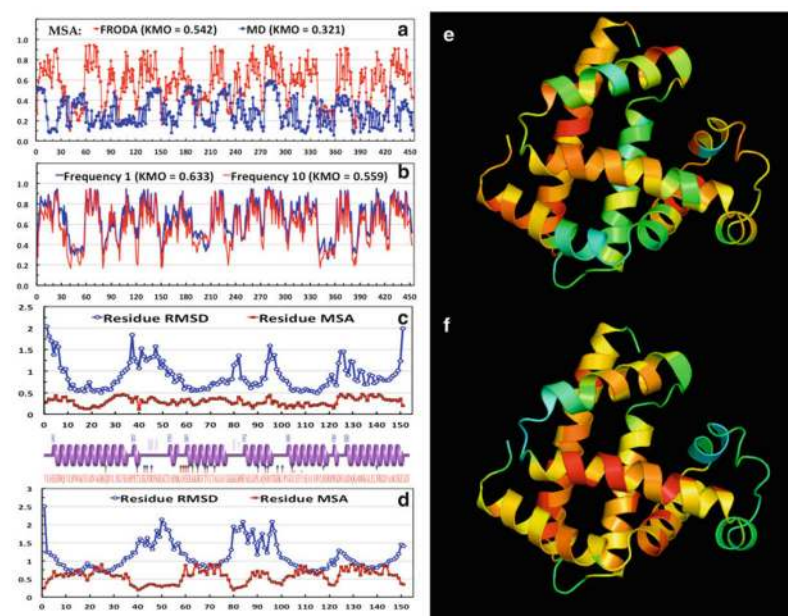 MSA: FRODA (KMO = 0.542) MD (KMO = 0.321) a
1.0
0.8
0.6
0.4
0.2
0.0
0 30 60 90 120 150 180 210 240 270 300 330 360 390 420 450
Frequency 1 (KMO = 0.633) Frequency 10 (KMO = 0.559) b
1.0
0.8
0.6
0.4
0.2
0.0
0 30 60 90 120 150 180 210 240 270 300 330 360 390 420 450
Residue RMSD Residue MSA c
2.5
2
1.5
1
0.5
0
0 10 20 30 40 50 60 70 80 90 100 110 120 130 140 150
Residue RMSD Residue MSA d
3
2.5
2
1.5
1
0.5
0
0 10 20 30 40 50 60 70 80 90 100 110 120 130 140 150
e
f